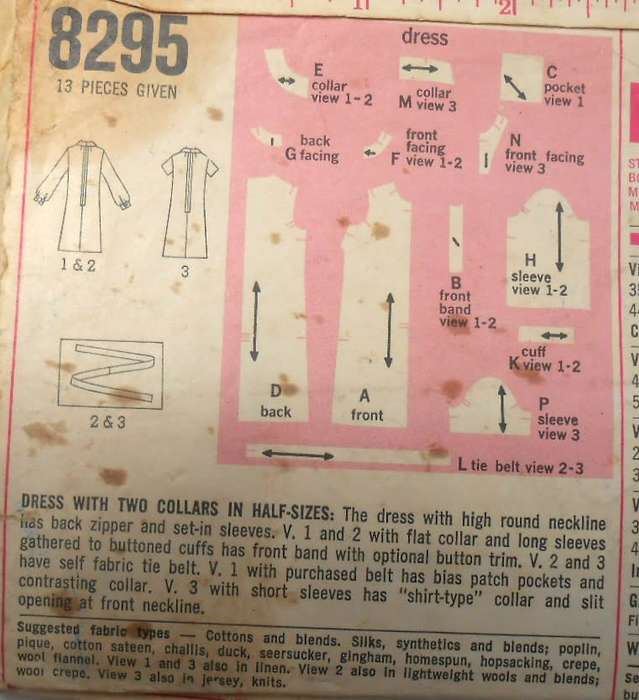 1 2
8295
13 PIECES GIVEN
1 & 2
3
2 & 3
dress
E
collar
view 1-2
collar
M view 3
C
pocket
view 1
back
G facing
front
facing
F view 1-2
N
front facing
view 3
D
back
A
front
B
front
band
view 1-2
H
sleeve
view 1-2
cuff
K view 1-2
P
sleeve
view 3
L tie belt view 2-3
DRESS WITH TWO COLLARS IN HALF-SIZES: The dress with high round neckline
has back zipper and set-in sleeves. V. 1 and 2 with flat collar and long sleeves
gathered to buttoned cuffs has front band with optional button trim. V. 2 and 3
have self fabric tie belt. V. 1 with purchased belt has bias patch pockets and
contrasting collar. V. 3 with short sleeves has "shirt-type" collar and slit
opening at front neckline.
Suggested fabric types — Cottons and blends. Silks, synthetics and blends; poplin,
pique, cotton sateen, challis, duck, seersucker, gingham, homespun, hopsacking, crepe,
wool flannel. View 1 and 3 also in linen. View 2 also in lightweight wools and blends;
wool crepe. View 3 also in jersey, knits.